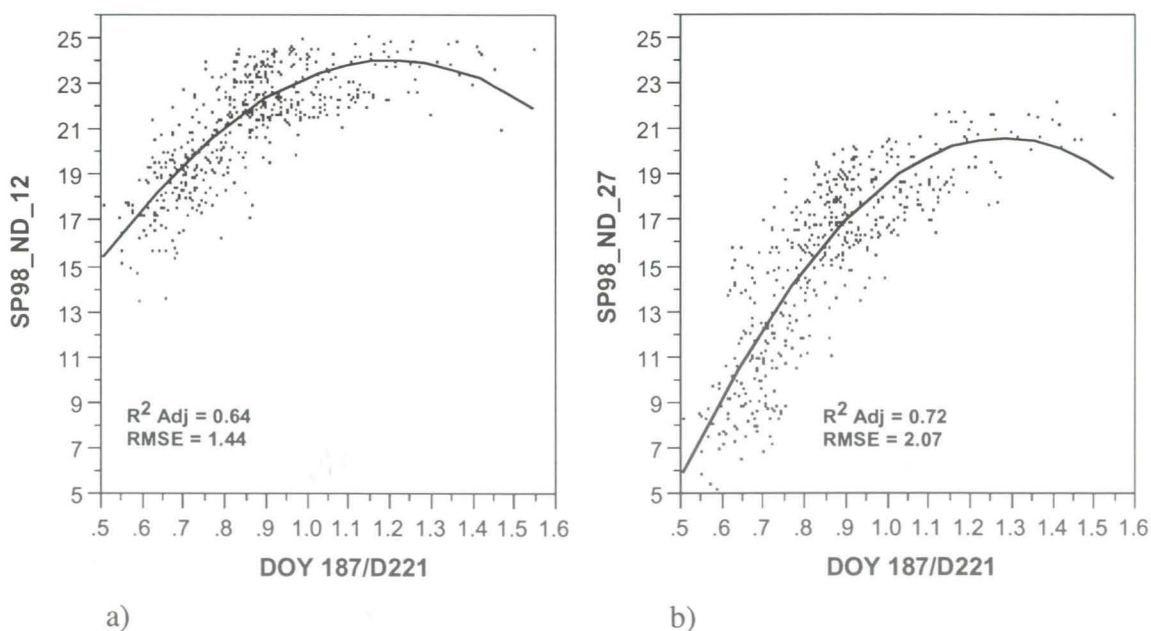 25
23
21
19
17
15
13
11
9
7
5
SP98_ND_12
R² Adj = 0.64
RMSE = 1.44
.5 .6 .7 .8 .9 1.0 1.1 1.2 1.3 1.4 1.5 1.6
DOY 187/D221
a)
25
23
21
19
17
15
13
11
9
7
5
SP98_ND_27
R² Adj = 0.72
RMSE = 2.07
.5 .6 .7 .8 .9 1.0 1.1 1.2 1.3 1.4 1.5 1.6
DOY 187/D221
b)